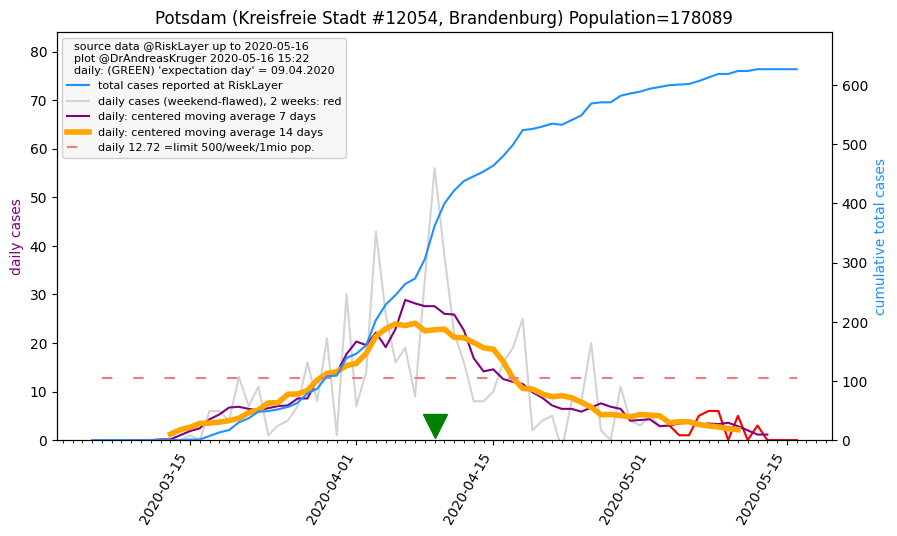 Potsdam (Kreisfreie Stadt #12054, Brandenburg) Population=178089
source data @RiskLayer up to 2020-05-16
plot @DrAndreasKruger 2020-05-16 15:22
daily: (GREEN) 'expectation day' = 09.04.2020
total cases reported at RiskLayer
daily cases (weekend-flawed), 2 weeks: red
daily: centered moving average 7 days
daily: centered moving average 14 days
daily 12.72 =limit 500/week/1mio pop.
daily cases
80
70
60
50
40
30
20
10
0
cumulative total cases
600
500
400
300
200
100
0
2020-03-15
2020-04-01
2020-04-15
2020-05-01
2020-05-15